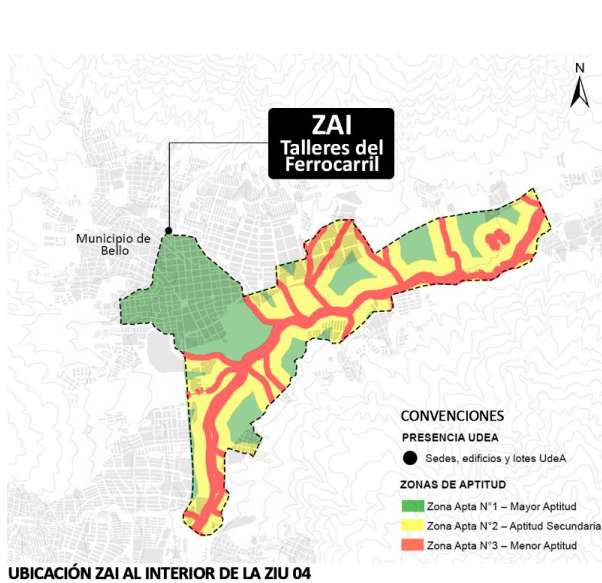 N
ZAI
Talleres del
Ferrocarril
Municipio de
Bello
CONVENCIONES
PRESENCIA UDEA
Sedes, edificios y lotes UdeA
ZONAS DE APTITUD
Zona Apta N°1 – Mayor Aptitud
Zona Apta N°2 – Aptitud Secundaria
Zona Apta N°3 – Menor Aptitud
UBICACIÓN ZAI AL INTERIOR DE LA ZIU 04